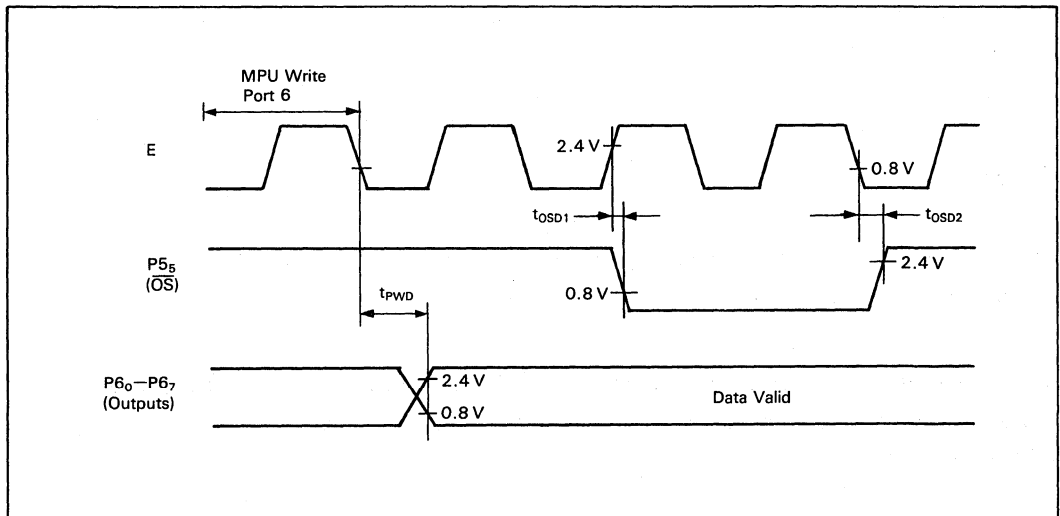 MPU Write
Port 6
E
2.4 V
0.8 V
tOSD1
tOSD2
P5₅
(O̅S̅)
2.4 V
0.8 V
tPWD
P6₀—P6₇
(Outputs)
2.4 V
0.8 V
Data Valid